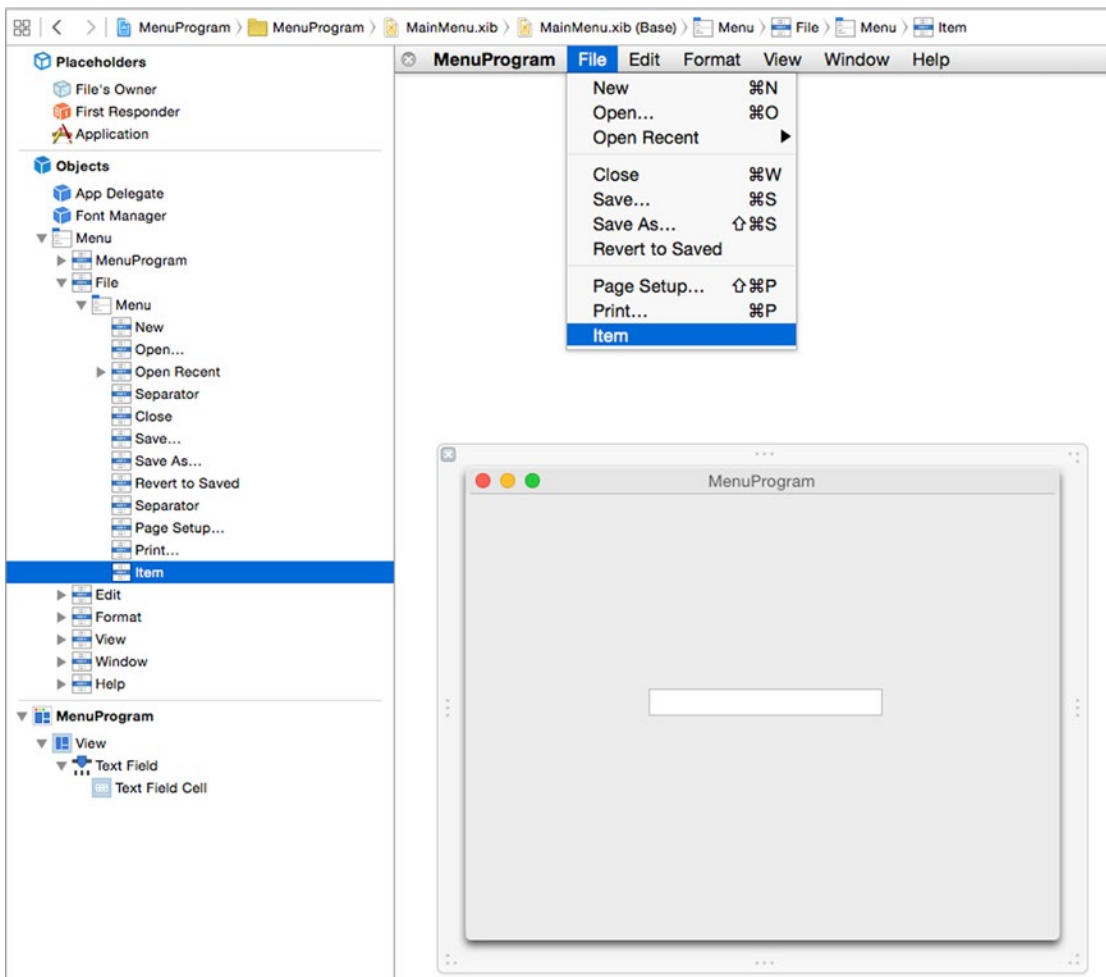 MenuProgram MenuProgram MainMenu.xib MainMenu.xib (Base) Menu File Menu Item
Placeholders
File's Owner
First Responder
Application
Objects
App Delegate
Font Manager
Menu
MenuProgram
File
Menu
New
Open...
Open Recent
Separator
Close
Save...
Save As...
Revert to Saved
Separator
Page Setup...
Print...
Item
Edit
Format
View
Window
Help
MenuProgram
View
Text Field
Text Field Cell
MenuProgram File Edit Format View Window Help
New ⌘N
Open... ⌘O
Open Recent ▶
Close ⌘W
Save... ⌘S
Save As... ⇧⌘S
Revert to Saved
Page Setup... ⇧⌘P
Print... ⌘P
Item
MenuProgram